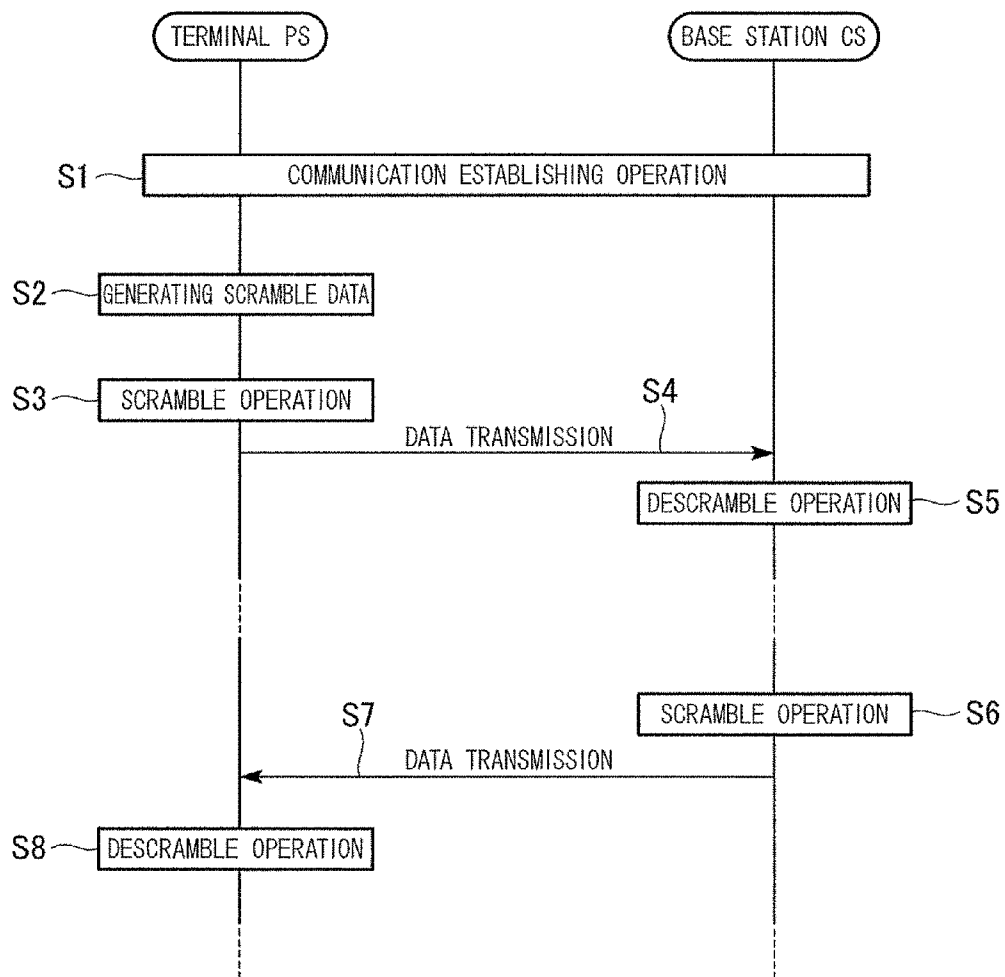 TERMINAL PS
BASE STATION CS
S1
COMMUNICATION ESTABLISHING OPERATION
S2
GENERATING SCRAMBLE DATA
S3
SCRAMBLE OPERATION
S4
DATA TRANSMISSION
DESCRAMBLE OPERATION
S5
SCRAMBLE OPERATION
S6
S7
DATA TRANSMISSION
S8
DESCRAMBLE OPERATION